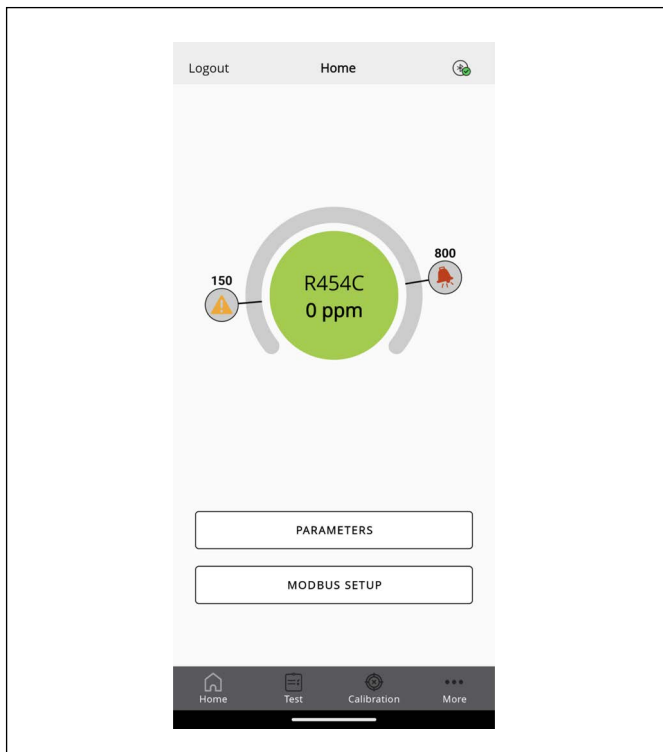 Logout
Home
800
150
R454C
0 ppm
PARAMETERS
MODBUS SETUP
Home
Test
Calibration
More